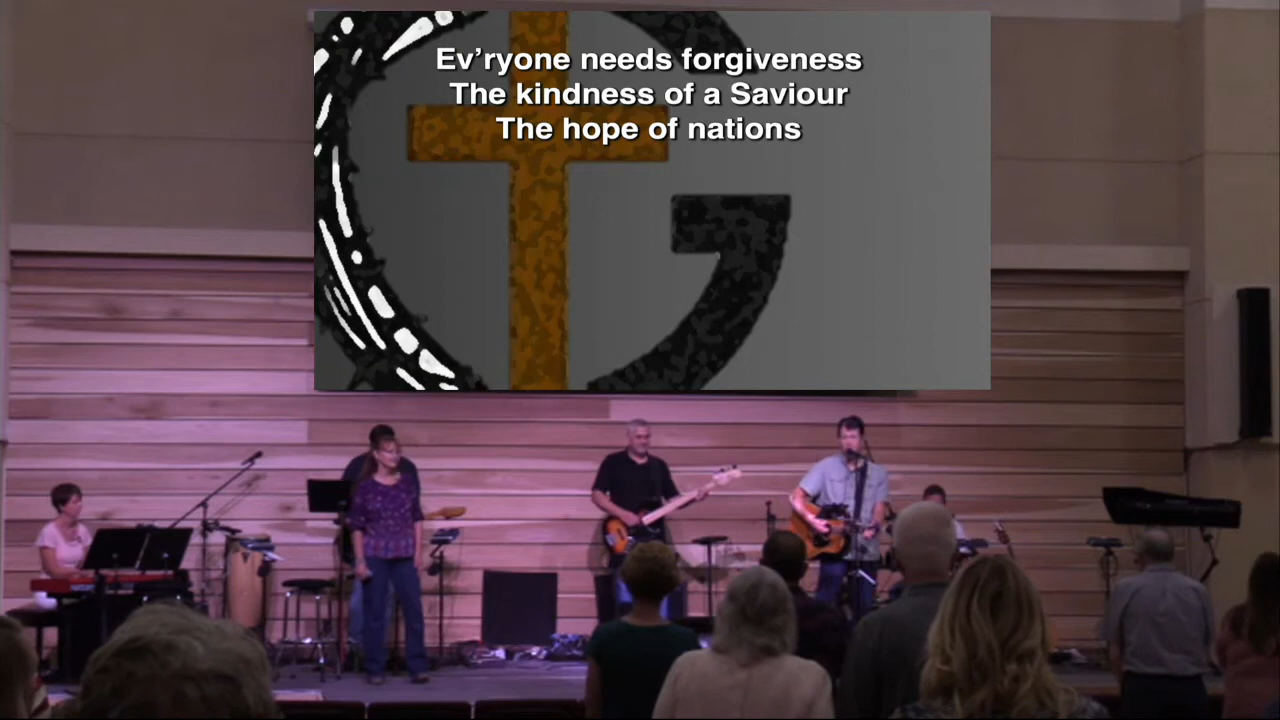 Ev'ryone needs forgiveness
The kindness of a Saviour
The hope of nations